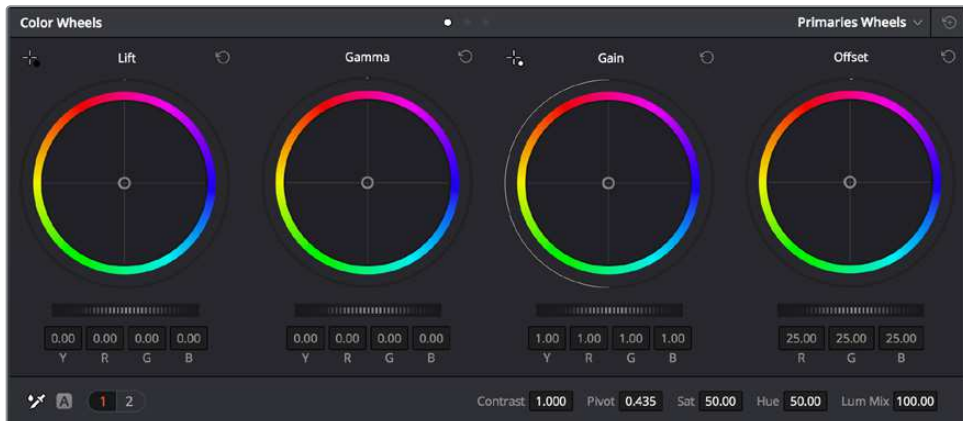 Color Wheels Primaries Wheels
Lift Gamma Gain Offset
0.00 0.00 0.00 0.00 0.00 0.00 0.00 0.00 1.00 1.00 1.00 1.00 25.00 25.00 25.00
Y R G B Y R G B Y R G B R G B
A 1 2 Contrast 1.000 Pivot 0.435 Sat 50.00 Hue 50.00 Lum Mix 100.00